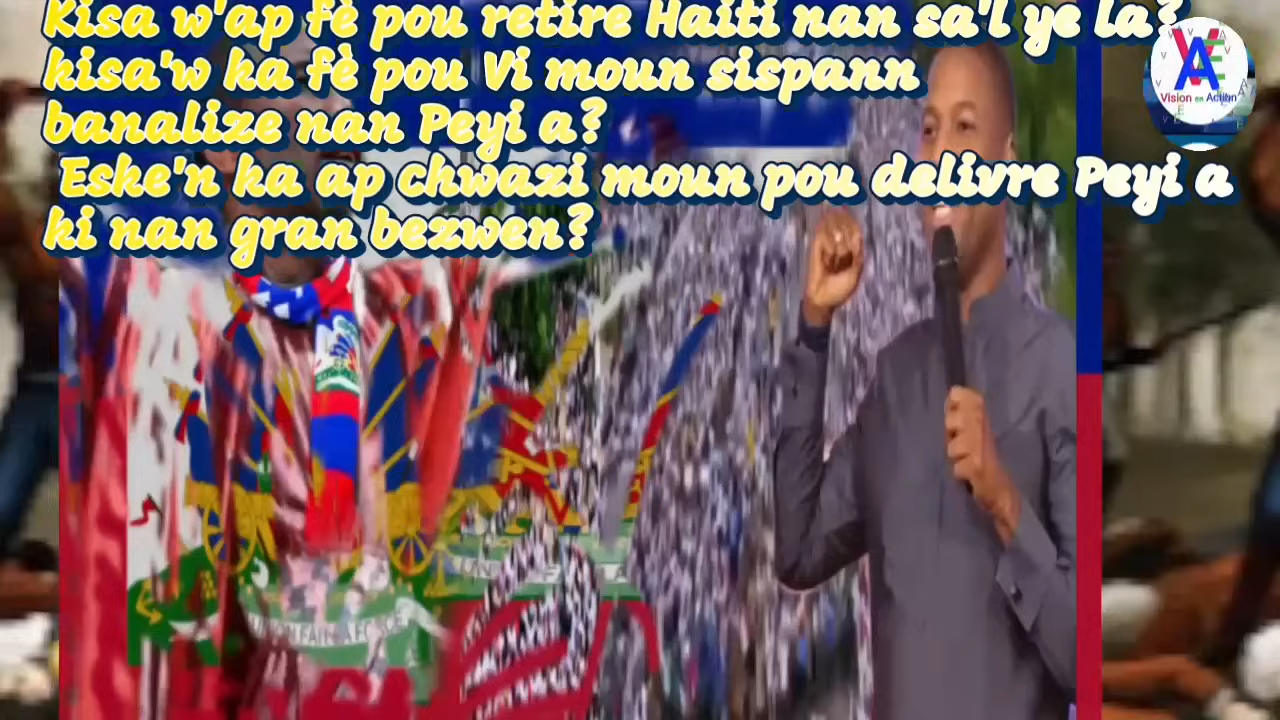 Kisa w'ap fè pou retire Haiti nan sa'l ye la?
kisa'w ka fè pou Vi moun sispann
banalize nan Peyi a?
Eske'n ka ap chwazi moun pou delivre Peyi a
ki nan gran bezwen?
VAE
Vision en Action